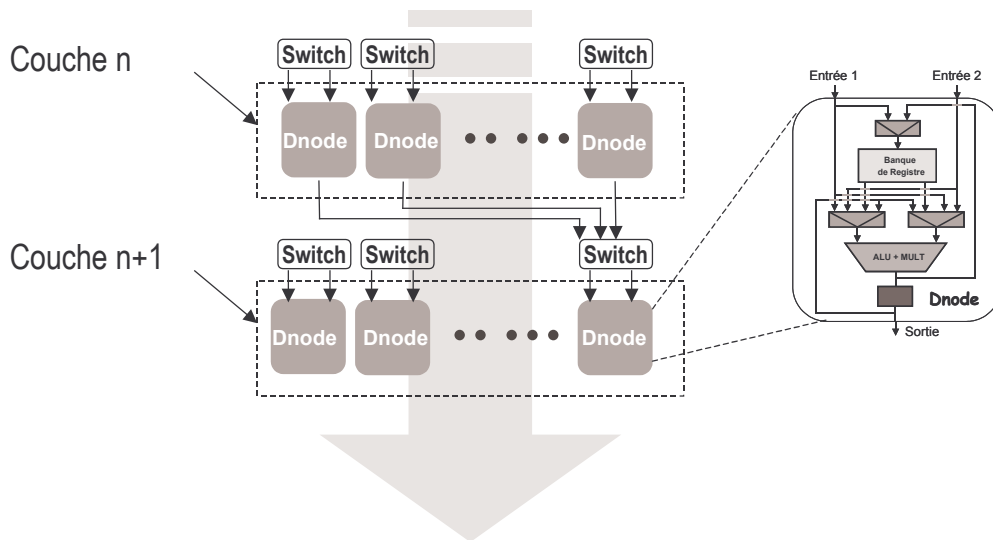 Couche n
Switch Switch Switch
Dnode Dnode Dnode
Couche n+1
Switch Switch Switch
Dnode Dnode Dnode
Entrée 1 Entrée 2
Banque
de Registre
ALU + MULT
Dnode
Sortie